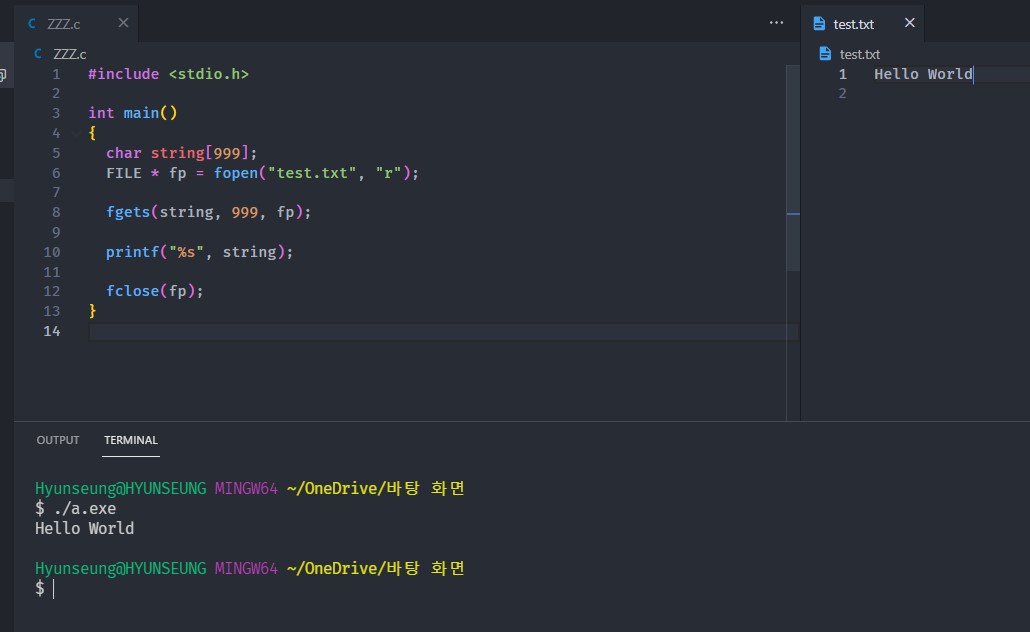 C ZZZ.c
C ZZZ.c
1 #include <stdio.h>
2
3 int main()
4 {
5 char string[999];
6 FILE * fp = fopen("test.txt", "r");
7
8 fgets(string, 999, fp);
9
10 printf("%s", string);
11
12 fclose(fp);
13 }
14
test.txt
test.txt
1 Hello World
2
OUTPUT TERMINAL
Hyunseung@HYUNSEUNG MINGW64 ~/OneDrive/바탕 화면
$ ./a.exe
Hello World
Hyunseung@HYUNSEUNG MINGW64 ~/OneDrive/바탕 화면
$